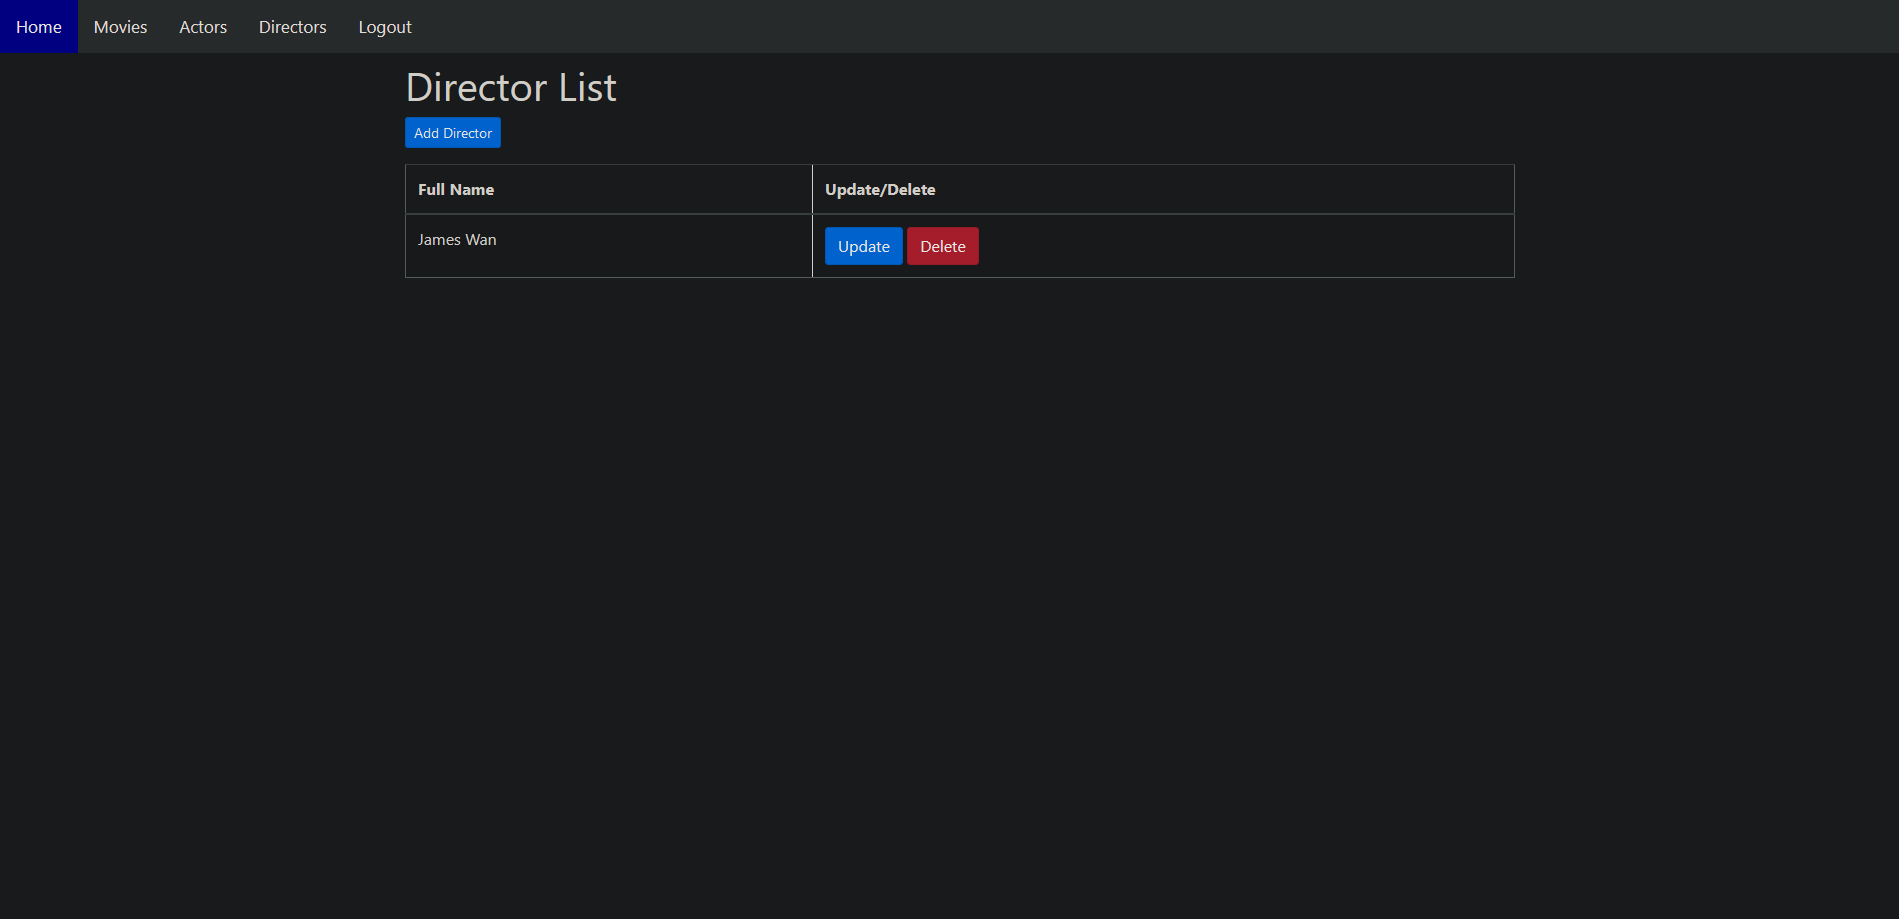 Home Movies Actors Directors Logout
Director List
Add Director
Full Name Update/Delete
James Wan Update Delete